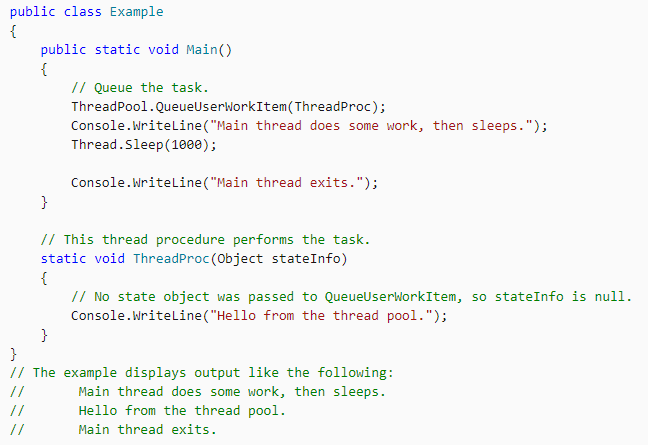 public class Example
{
    public static void Main()
    {
        // Queue the task.
        ThreadPool.QueueUserWorkItem(ThreadProc);
        Console.WriteLine("Main thread does some work, then sleeps.");
        Thread.Sleep(1000);

        Console.WriteLine("Main thread exits.");
    }

    // This thread procedure performs the task.
    static void ThreadProc(Object stateInfo)
    {
        // No state object was passed to QueueUserWorkItem, so stateInfo is null.
        Console.WriteLine("Hello from the thread pool.");
    }
}
// The example displays output like the following:
//       Main thread does some work, then sleeps.
//       Hello from the thread pool.
//       Main thread exits.